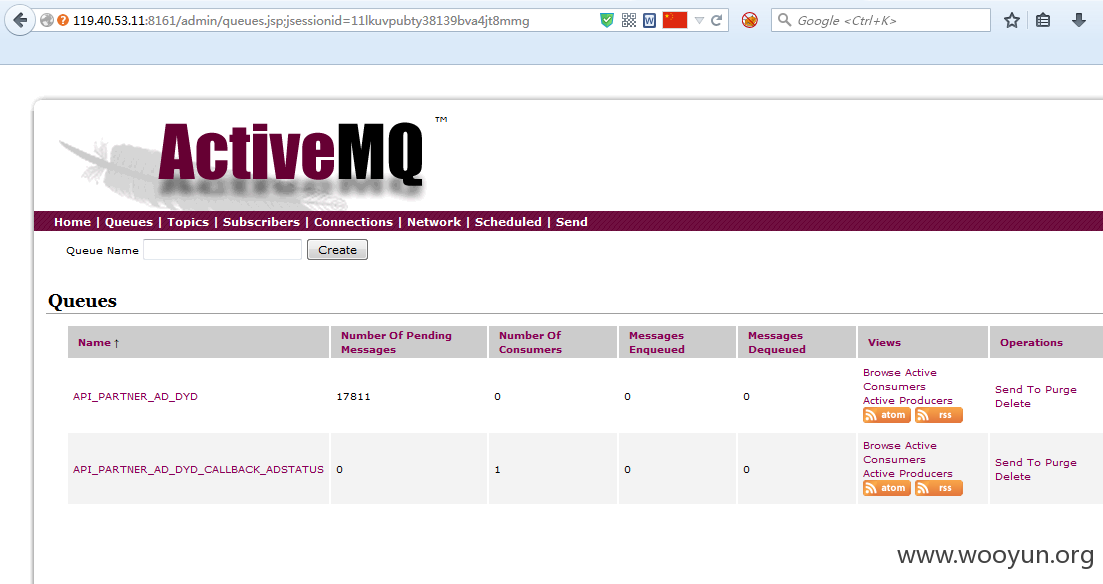 119.40.53.11:8161/admin/queues.jsp;jsessionid=11lkuvpubty38139bva4jt8mmg
Google <Ctrl+K>
ActiveMQ ™
Home | Queues | Topics | Subscribers | Connections | Network | Scheduled | Send
Queue Name Create
Queues
Name ↑ Number Of Pending Messages Number Of Consumers Messages Enqueued Messages Dequeued Views Operations
API_PARTNER_AD_DYD 17811 0 0 0 Browse Active Consumers Active Producers atom rss Send To Purge Delete
API_PARTNER_AD_DYD_CALLBACK_ADSTATUS 0 1 0 0 Browse Active Consumers Active Producers atom rss Send To Purge Delete
www.wooyun.org